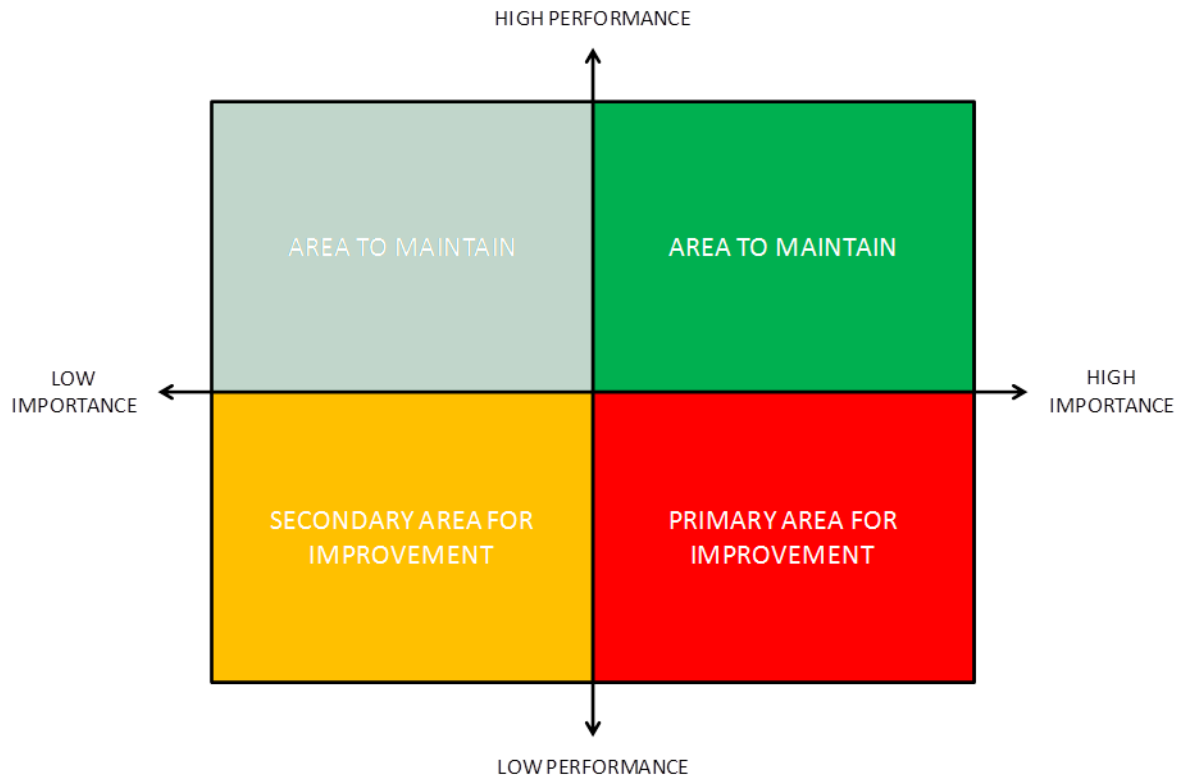 HIGH PERFORMANCE
AREA TO MAINTAIN
AREA TO MAINTAIN
LOW
IMPORTANCE
HIGH
IMPORTANCE
SECONDARY AREA FOR
IMPROVEMENT
PRIMARY AREA FOR
IMPROVEMENT
LOW PERFORMANCE